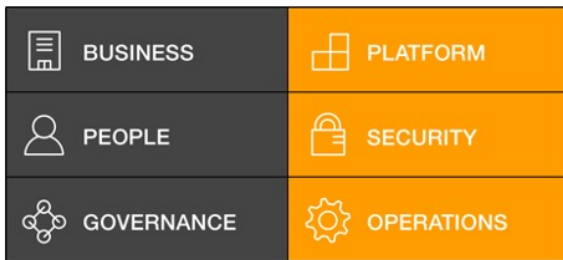 BUSINESS
PLATFORM
PEOPLE
SECURITY
GOVERNANCE
OPERATIONS